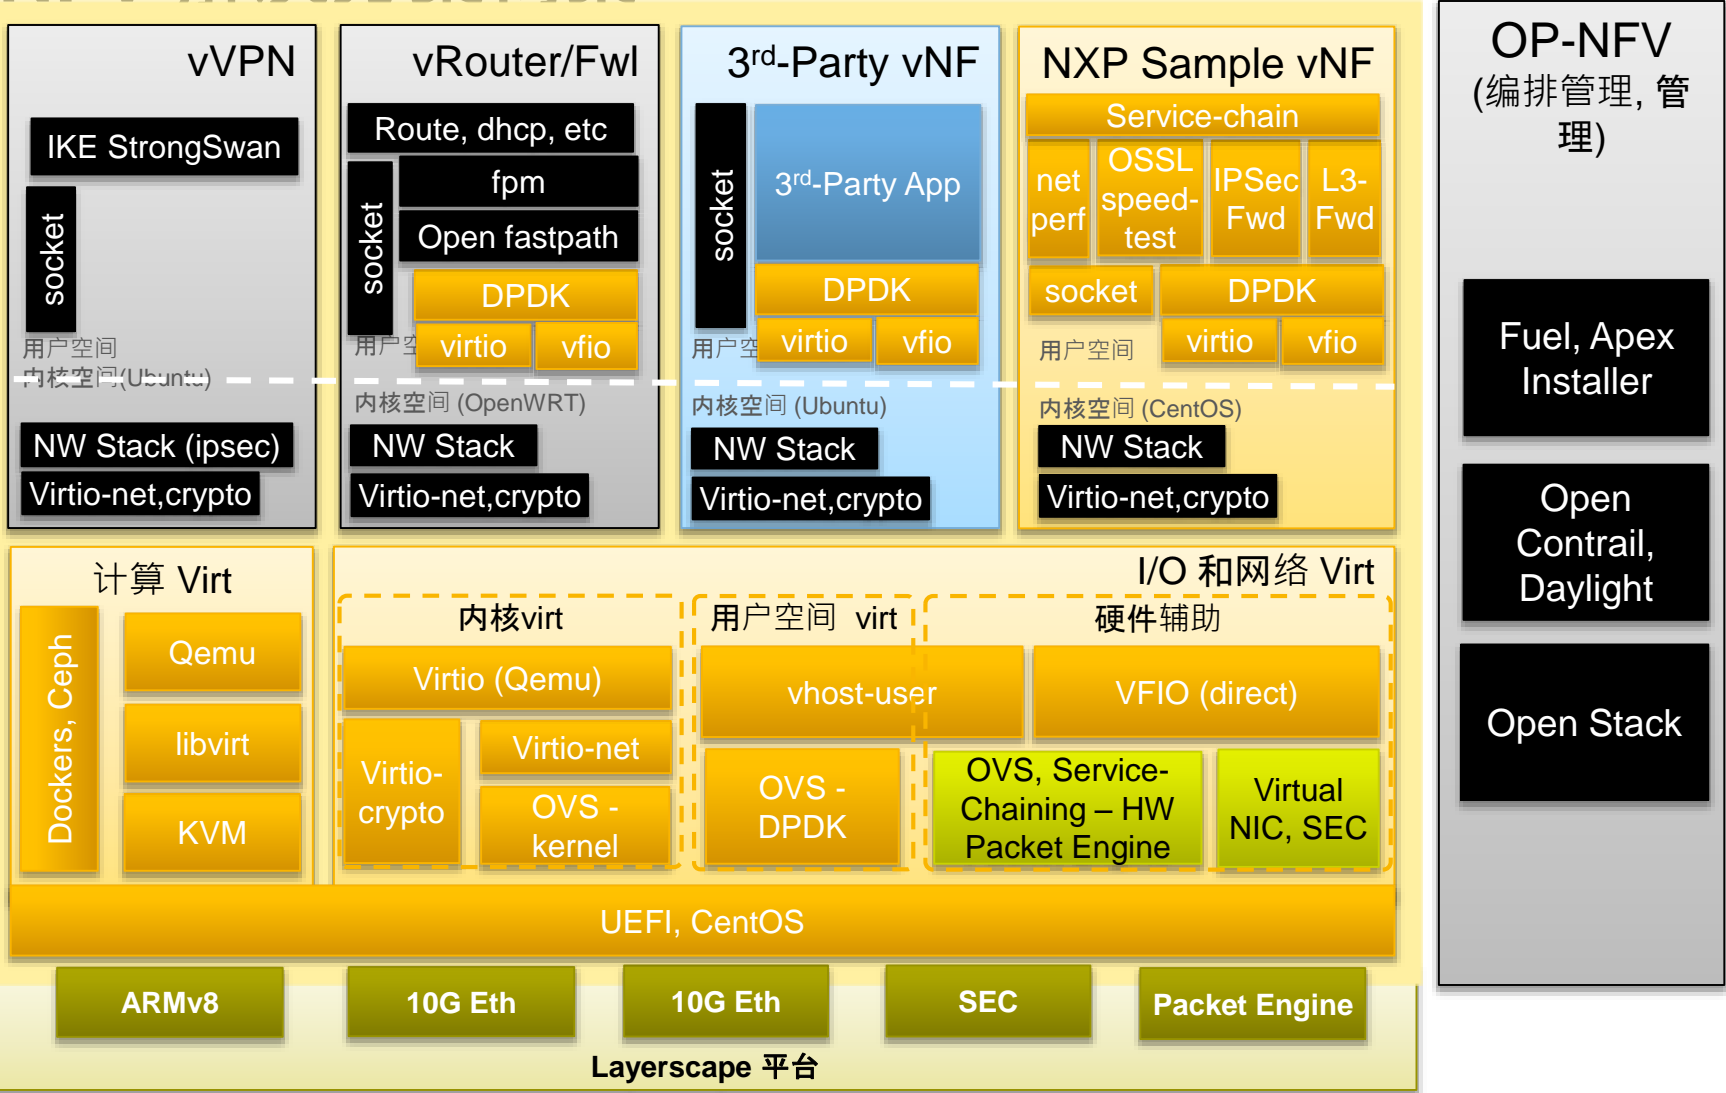 vVPN
IKE StrongSwan
socket
用户空间
内核空间(Ubuntu)
NW Stack (ipsec)
Virtio-net,crypto
vRouter/Fwl
Route, dhcp, etc
socket
fpm
Open fastpath
DPDK
virtio
vfio
用户空
内核空间 (OpenWRT)
NW Stack
Virtio-net,crypto
3rd-Party vNF
socket
3rd-Party App
DPDK
virtio
vfio
用户空
内核空间 (Ubuntu)
NW Stack
Virtio-net,crypto
NXP Sample vNF
Service-chain
net
perf
OSSL
speed-
test
IPSec
Fwd
L3-
Fwd
socket
DPDK
virtio
vfio
用户空间
内核空间 (CentOS)
NW Stack
Virtio-net,crypto
计算 Virt
Dockers, Ceph
Qemu
libvirt
KVM
I/O 和网络 Virt
内核virt
Virtio (Qemu)
Virtio-
crypto
Virtio-net
OVS -
kernel
用户空间 virt
vhost-user
OVS -
DPDK
硬件辅助
VFIO (direct)
OVS, Service-
Chaining – HW
Packet Engine
Virtual
NIC, SEC
UEFI, CentOS
ARMv8
10G Eth
10G Eth
SEC
Packet Engine
Layerscape 平台
OP-NFV
(编排管理, 管
理)
Fuel, Apex
Installer
Open
Contrail,
Daylight
Open Stack